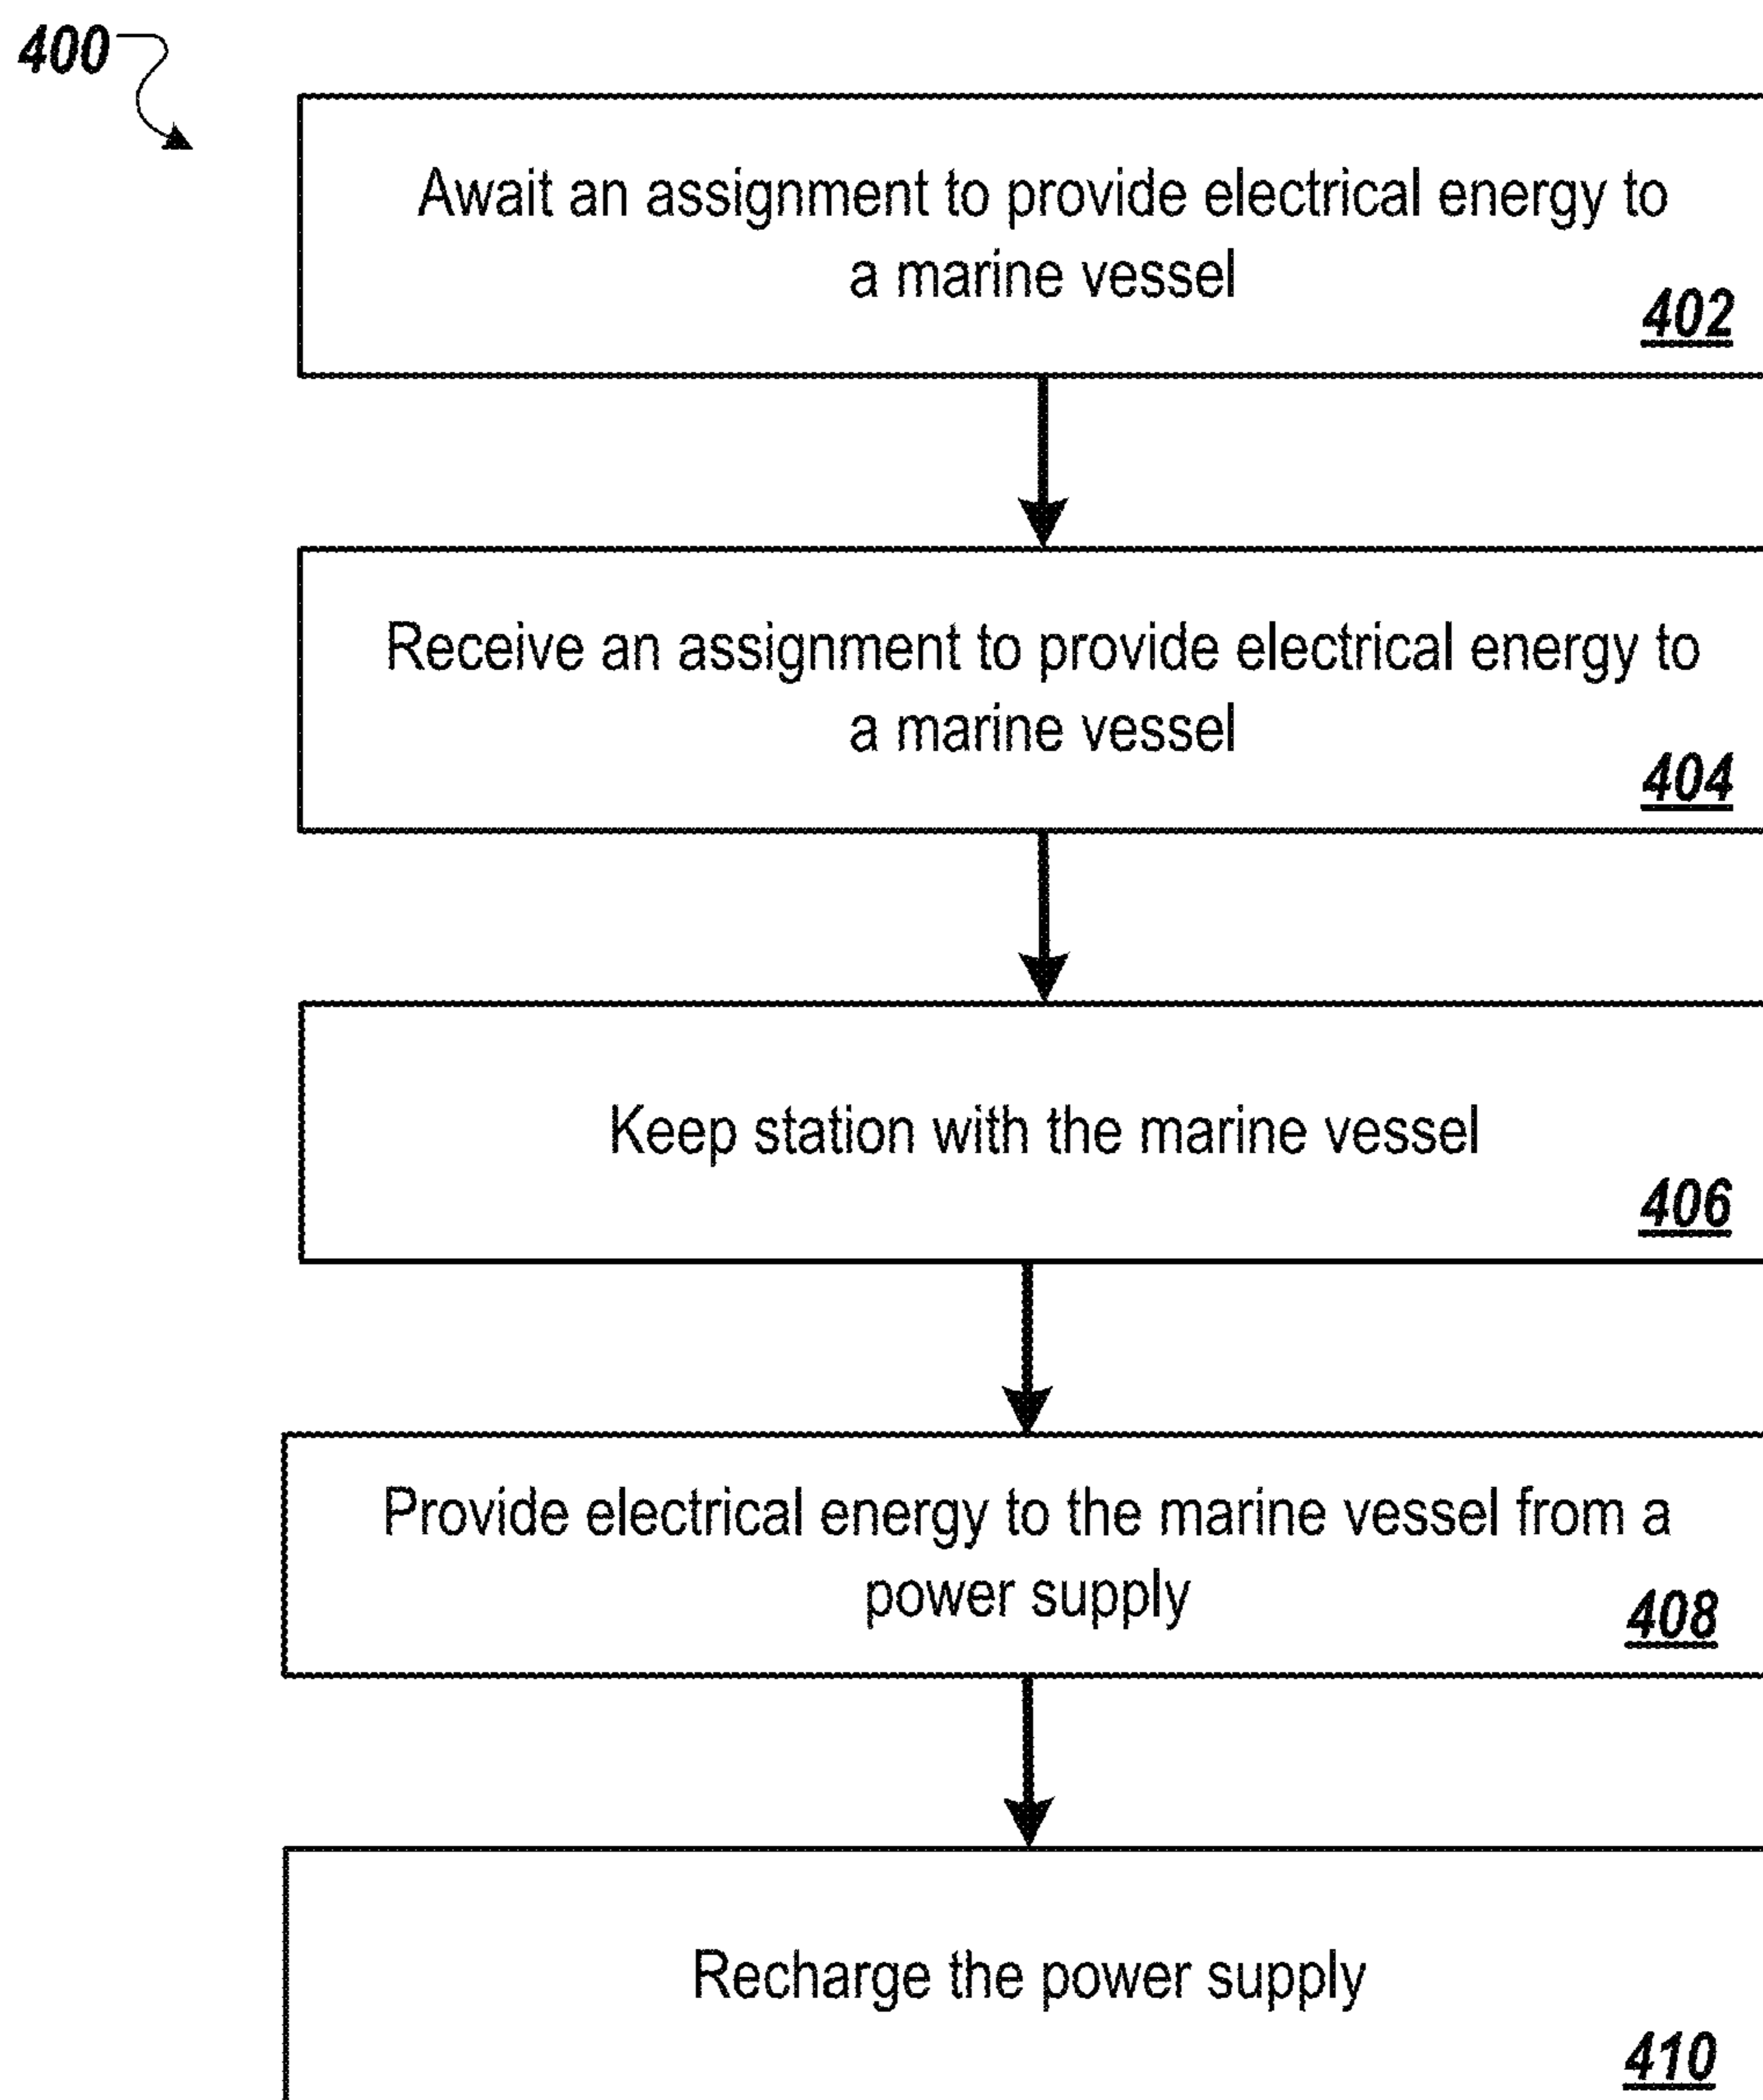 400
Await an assignment to provide electrical energy to
a marine vessel
402
Receive an assignment to provide electrical energy to
a marine vessel
404
Keep station with the marine vessel
406
Provide electrical energy to the marine vessel from a
power supply
408
Recharge the power supply
410